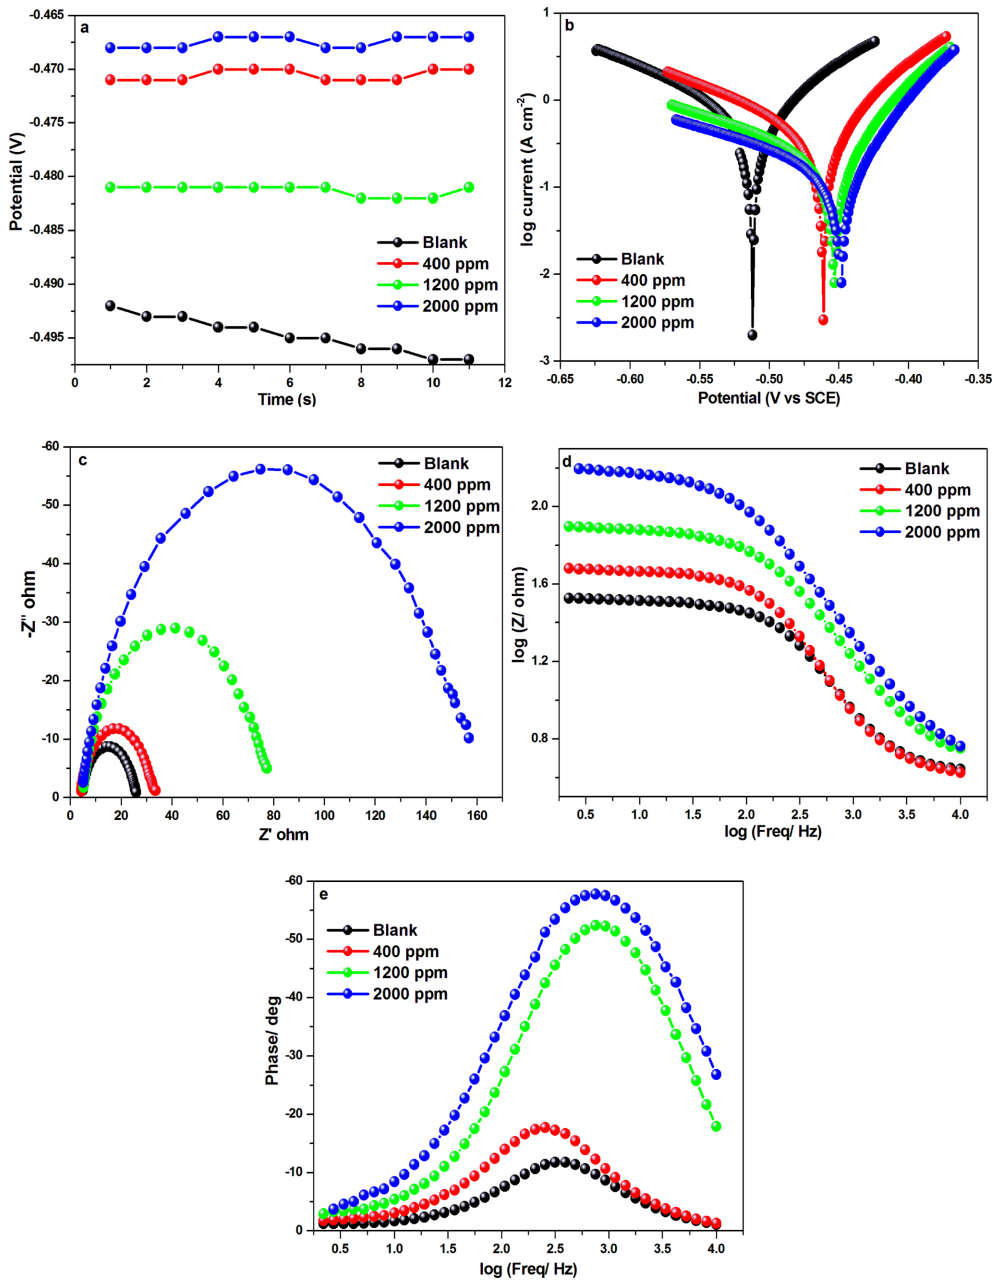 a
-0.465
-0.470
-0.475
-0.480
-0.485
-0.490
-0.495
Potential (V)
Blank
400 ppm
1200 ppm
2000 ppm
0 2 4 6 8 10 12
Time (s)
b
1
0
-1
-2
-3
log current (A cm-2)
Blank
400 ppm
1200 ppm
2000 ppm
-0.65 -0.60 -0.55 -0.50 -0.45 -0.40 -0.35
Potential (V vs SCE)
c
-60
-50
-40
-30
-20
-10
0
-Z'' ohm
Blank
400 ppm
1200 ppm
2000 ppm
0 20 40 60 80 100 120 140 160
Z' ohm
d
2.0
1.6
1.2
0.8
log (Z/ ohm)
Blank
400 ppm
1200 ppm
2000 ppm
0.5 1.0 1.5 2.0 2.5 3.0 3.5 4.0
log (Freq/ Hz)
e
-60
-50
-40
-30
-20
-10
0
Phase/ deg
Blank
400 ppm
1200 ppm
2000 ppm
0.5 1.0 1.5 2.0 2.5 3.0 3.5 4.0
log (Freq/ Hz)